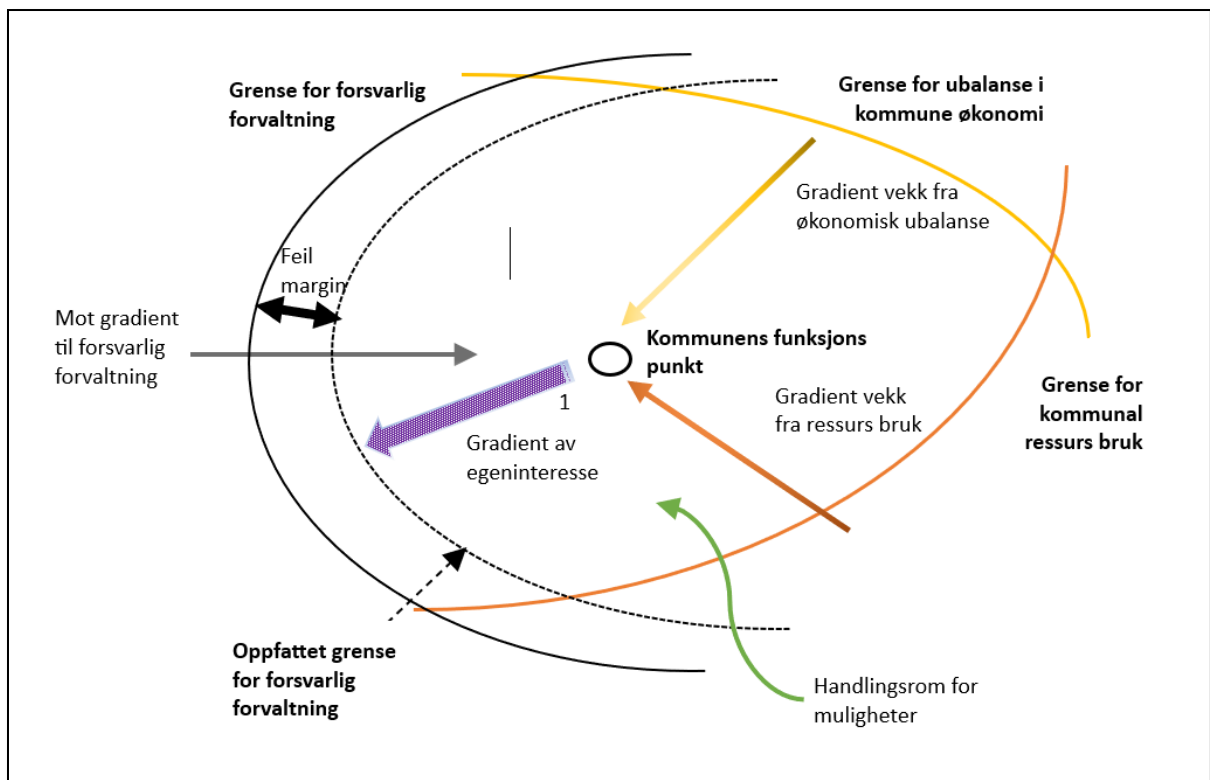 Grense for forsvarlig
forvaltning
Grense for ubalanse i
kommune økonomi
Gradient vekk fra
økonomisk ubalanse
Feil
margin
Mot gradient
til forsvarlig
forvaltning
Kommunens funksjons
punkt
1
Gradient av
egeninteresse
Gradient vekk
fra ressurs bruk
Grense for
kommunal
ressurs bruk
Oppfattet grense
for forsvarlig
forvaltning
Handlingsrom for
muligheter